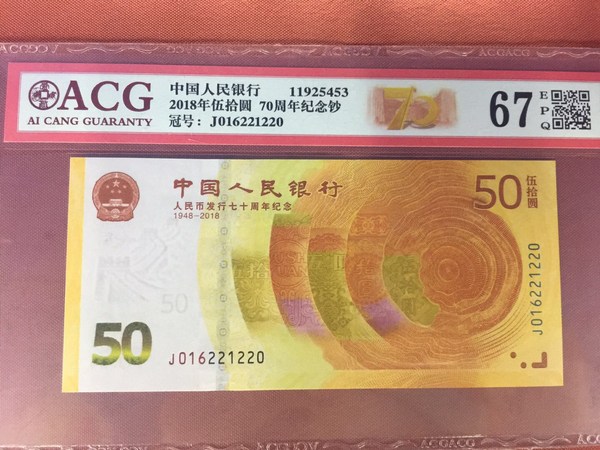 ACG
AI CANG GUARANTY
中国人民银行 11925453
2018年伍拾圆 70周年纪念钞
冠号: J016221220
70
67
EPQ
中国人民银行
人民币发行七十周年纪念
1948-2018
50
伍拾圆
50
50
J016221220
J016221220